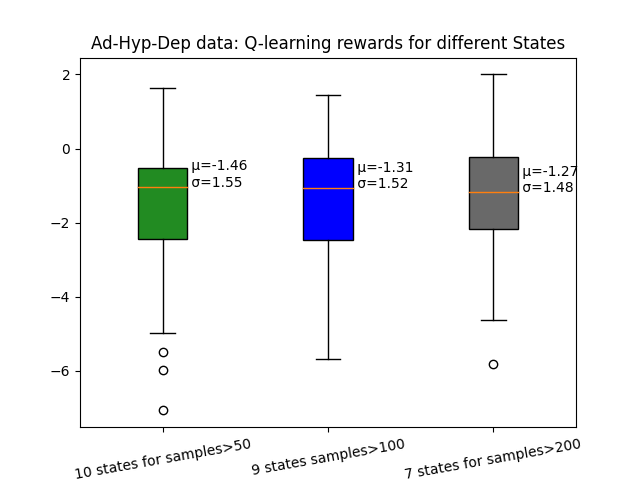 Ad-Hyp-Dep data: Q-learning rewards for different States
2
0
−2
−4
−6
μ=-1.46
σ=1.55
μ=-1.31
σ=1.52
μ=-1.27
σ=1.48
10 states for samples>50
9 states samples>100
7 states for samples>200